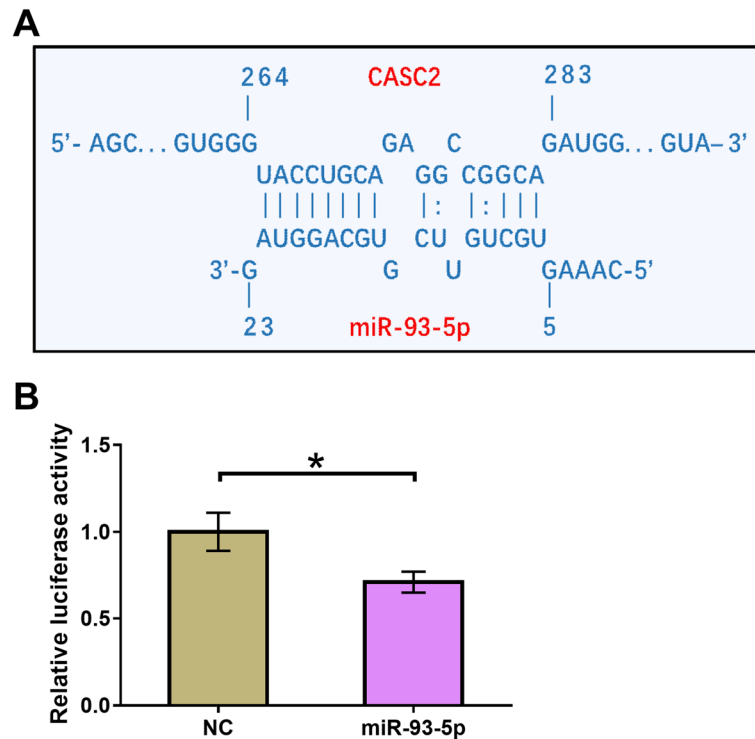 A
264 CASC2 283
| |
5'- AGC... GUGGG GA C GAUGG...GUA–3'
UACCUGCA GG CGGCA
|||||||| |: |:|||
AUGGACGU CU GUCGU
3'-G G U GAAAC-5'
| |
23 miR-93-5p 5
B
Relative luciferase activity
1.5
*
1.0
0.5
0.0
NC miR-93-5p